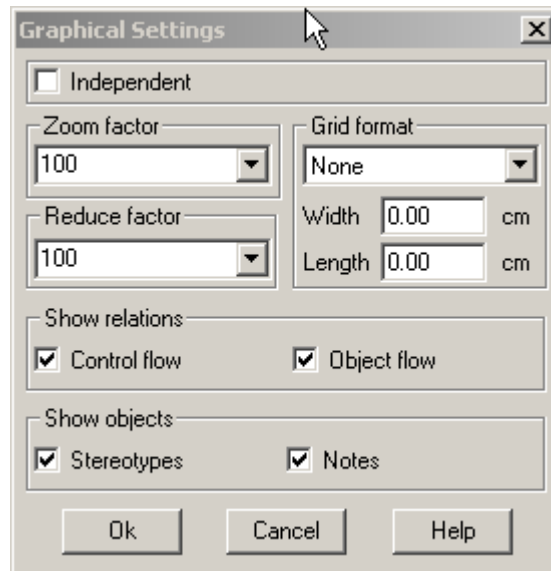 Graphical Settings
Independent
Zoom factor
100
Grid format
None
Reduce factor
100
Width 0.00 cm
Length 0.00 cm
Show relations
Control flow Object flow
Show objects
Stereotypes Notes
Ok Cancel Help